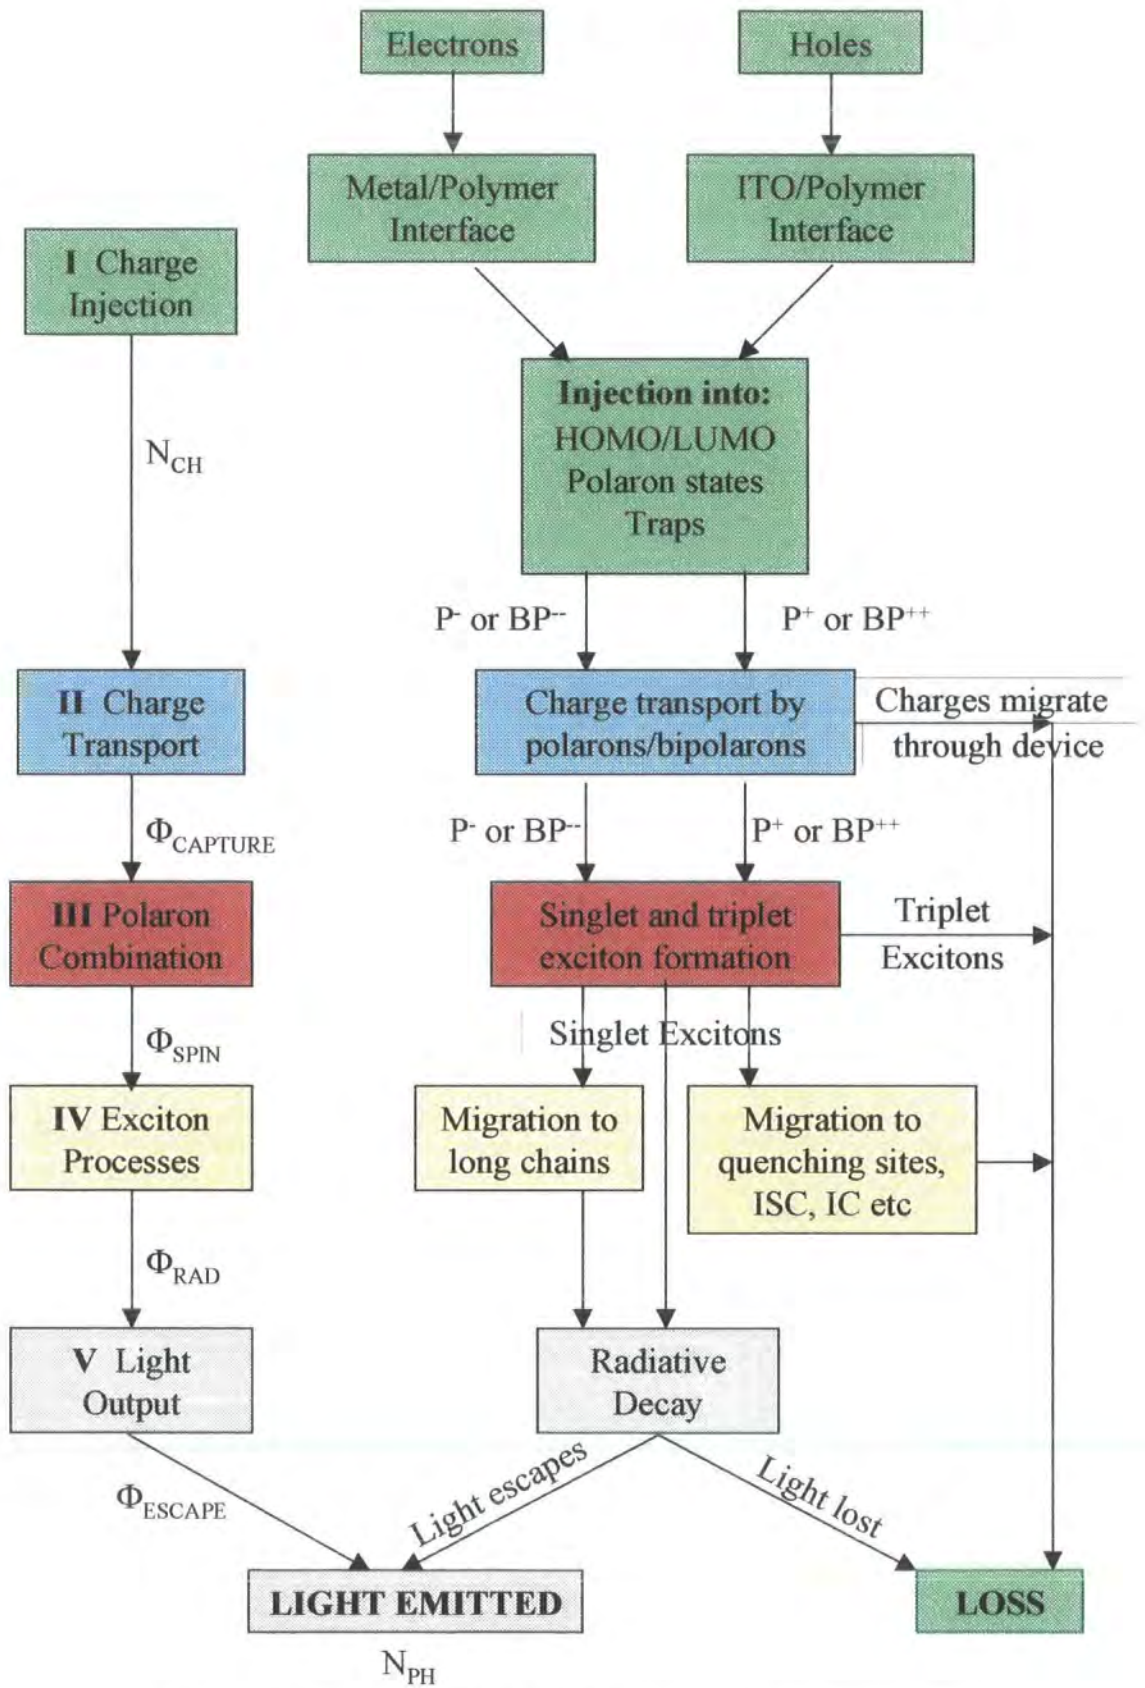 Electrons
Holes
Metal/Polymer
Interface
ITO/Polymer
Interface
I Charge
Injection
Injection into:
HOMO/LUMO
Polaron states
Traps
N_CH
P⁻ or BP⁻⁻
P⁺ or BP⁺⁺
II Charge
Transport
Charge transport by
polarons/bipolarons
Charges migrate
through device
Φ_CAPTURE
P⁻ or BP⁻⁻
P⁺ or BP⁺⁺
III Polaron
Combination
Singlet and triplet
exciton formation
Triplet
Excitons
Φ_SPIN
Singlet Excitons
IV Exciton
Processes
Migration to
long chains
Migration to
quenching sites,
ISC, IC etc
Φ_RAD
V Light
Output
Radiative
Decay
Φ_ESCAPE
Light escapes
Light lost
LIGHT EMITTED
LOSS
N_PH